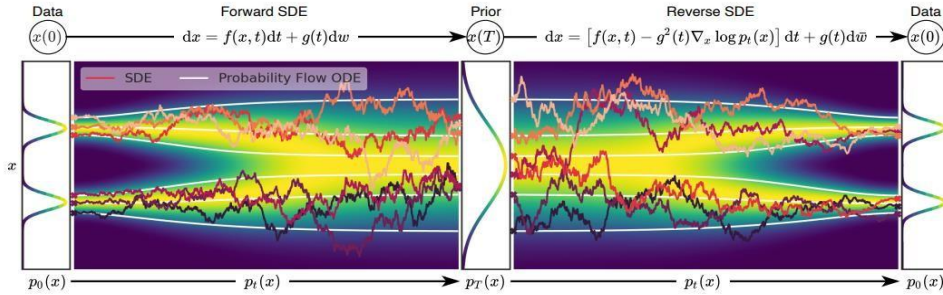 Data Forward SDE Prior Reverse SDE Data
x(0) dx = f(x, t)dt + g(t)dw x(T) dx = [f(x, t) − g²(t)∇ₓ log pₜ(x)] dt + g(t)dw̄ x(0)
SDE Probability Flow ODE
x
p₀(x) pₜ(x) p_T(x) pₜ(x) p₀(x)